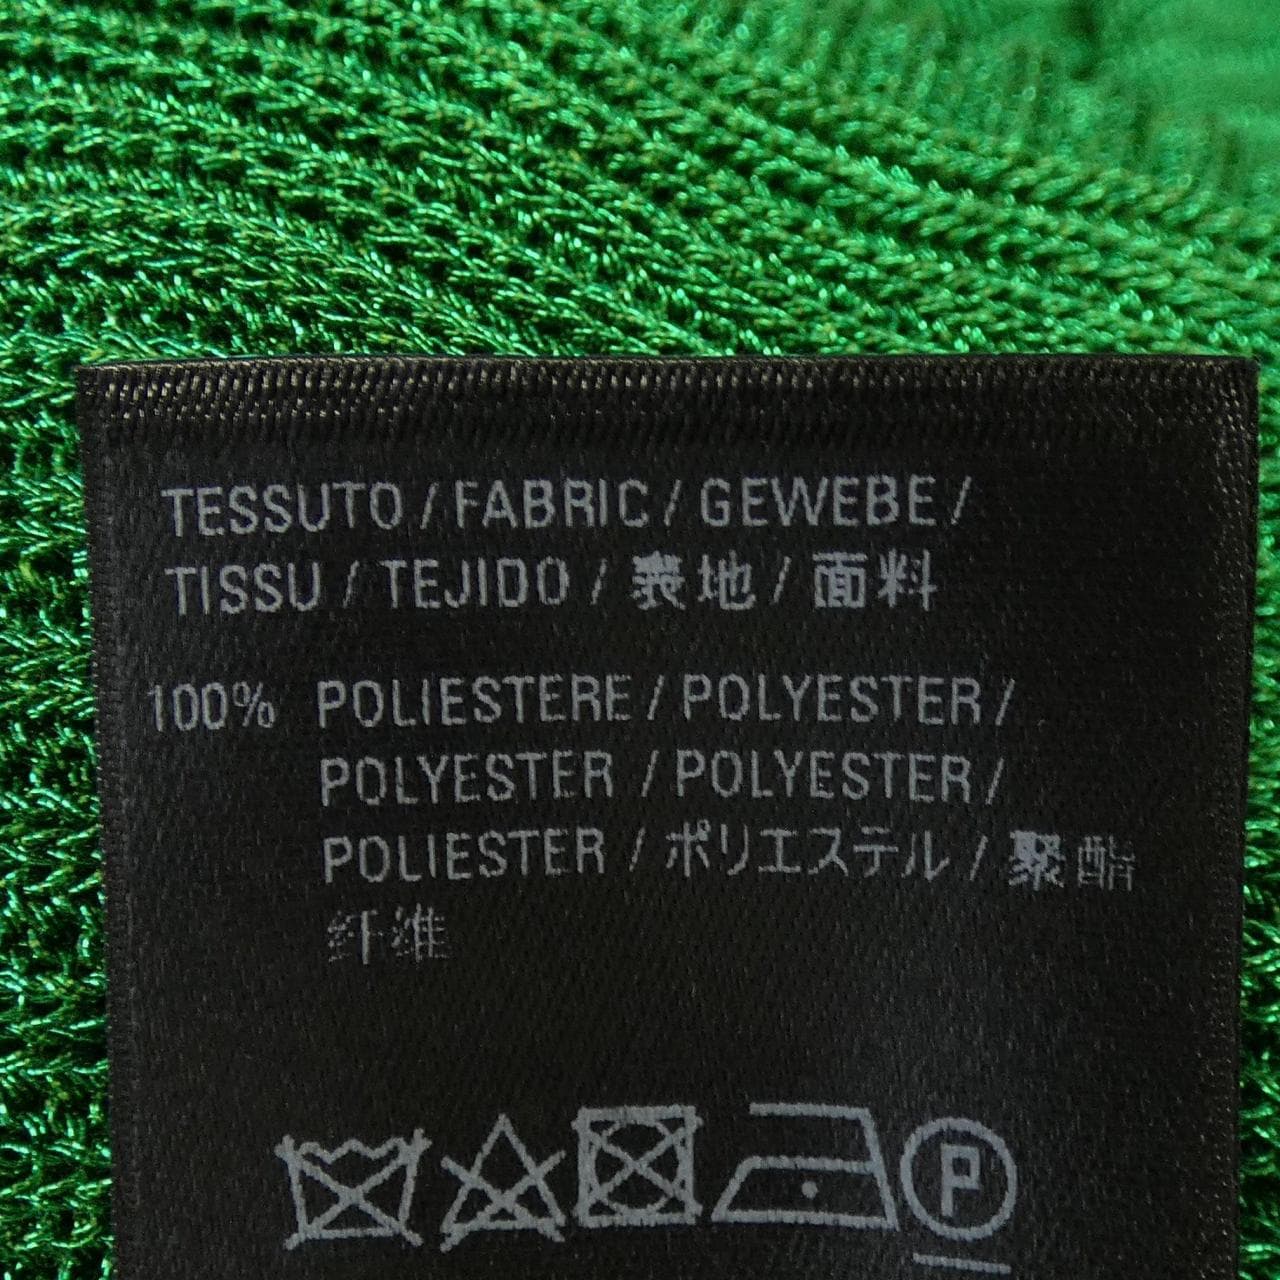 TESSUTO / FABRIC / GEWEBE /
TISSU / TEJIDO / 表地 / 面料
100% POLIESTERE / POLYESTER /
POLYESTER / POLYESTER /
POLIESTER / ポリエステル / 聚酯
纤维
P